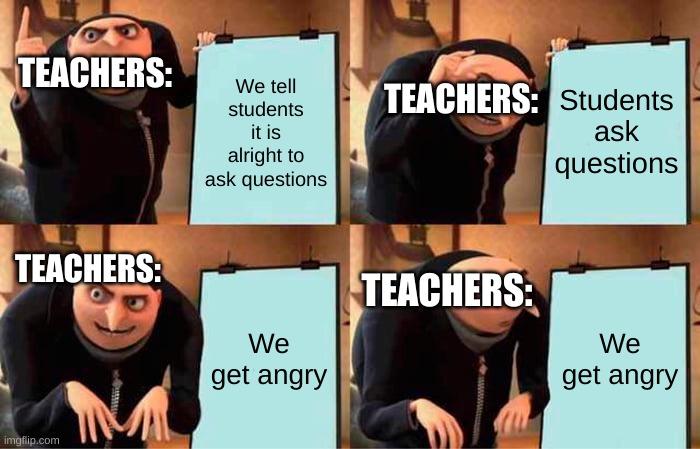 TEACHERS:
We tell
students
it is
alright to
ask questions
TEACHERS:
Students
ask
questions
TEACHERS:
We
get angry
TEACHERS:
We
get angry
imgflip.com